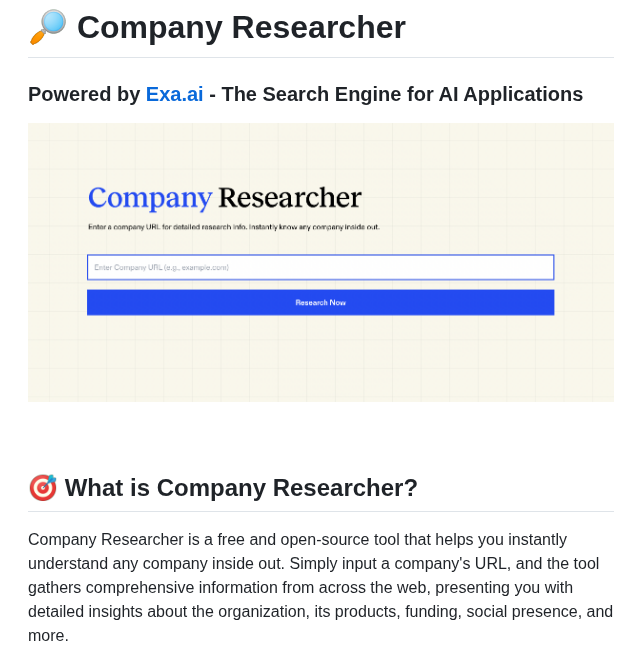 🔎 Company Researcher
Powered by Exa.ai - The Search Engine for AI Applications
Company Researcher
Enter a company URL for detailed research info. Instantly know any company inside out.
Enter Company URL (e.g., example.com)
Research Now
🎯 What is Company Researcher?
Company Researcher is a free and open-source tool that helps you instantly
understand any company inside out. Simply input a company's URL, and the tool
gathers comprehensive information from across the web, presenting you with
detailed insights about the organization, its products, funding, social presence, and
more.